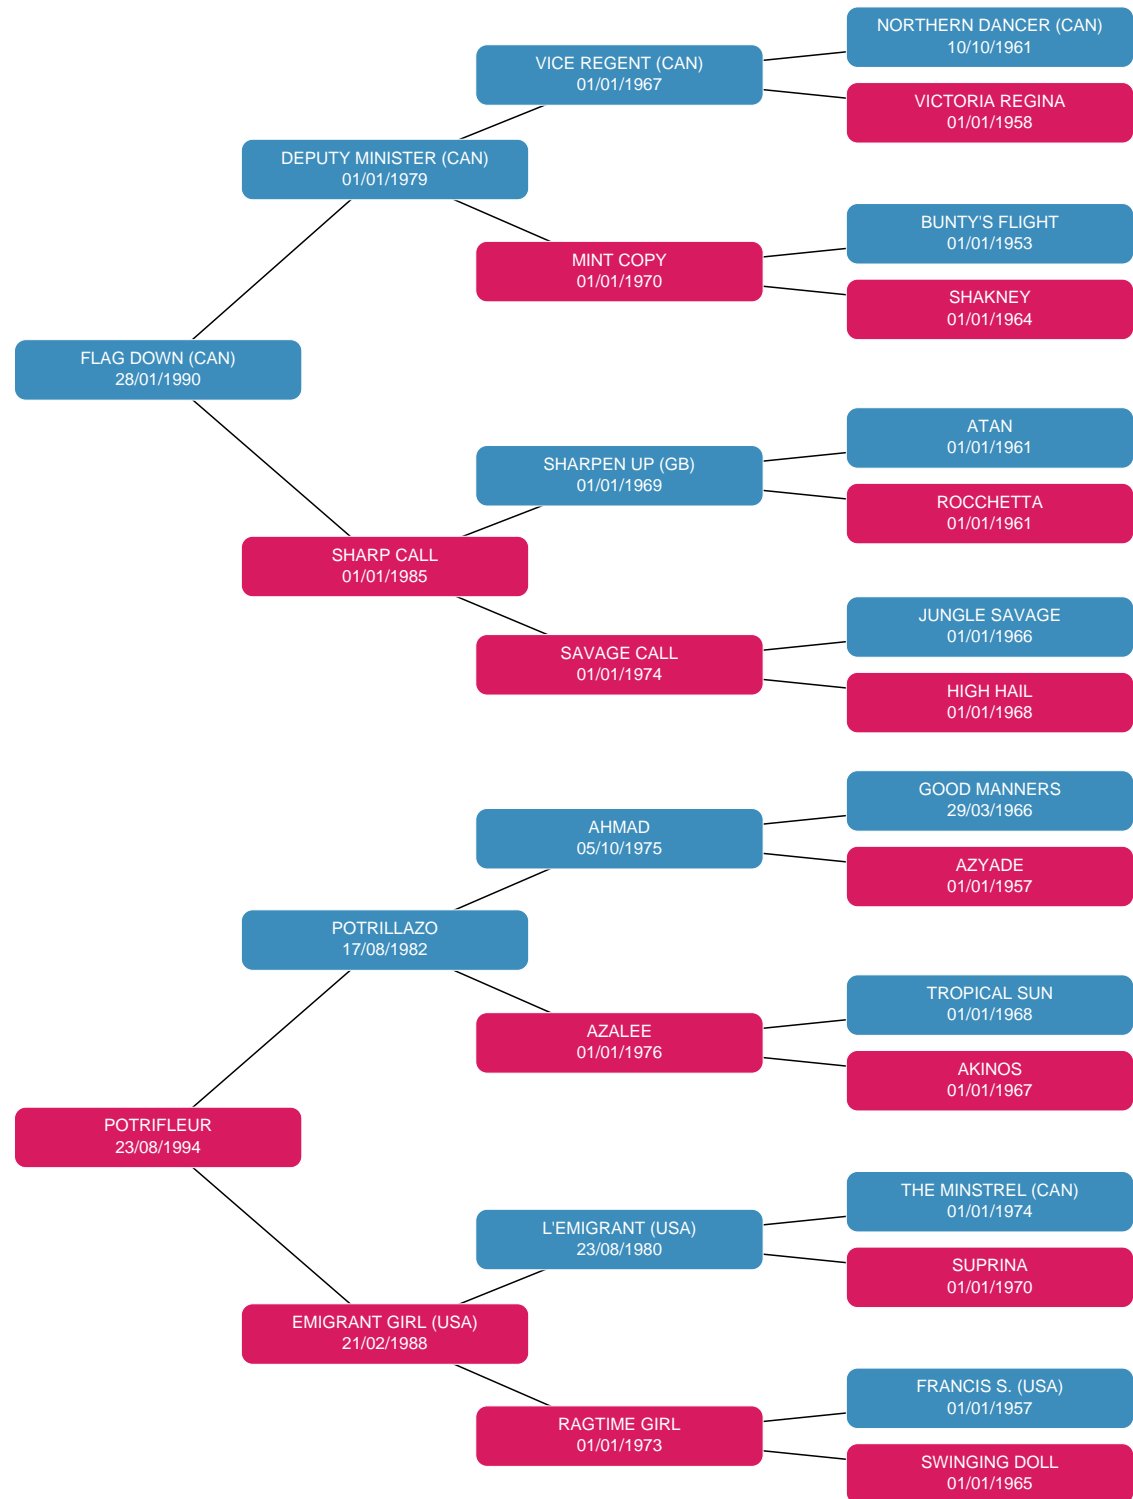 NORTHERN DANCER (CAN)
10/10/1961
VICE REGENT (CAN)
01/01/1967
VICTORIA REGINA
01/01/1958
DEPUTY MINISTER (CAN)
01/01/1979
BUNTY'S FLIGHT
01/01/1953
MINT COPY
01/01/1970
SHAKNEY
01/01/1964
FLAG DOWN (CAN)
28/01/1990
ATAN
01/01/1961
SHARPEN UP (GB)
01/01/1969
ROCCHETTA
01/01/1961
SHARP CALL
01/01/1985
JUNGLE SAVAGE
01/01/1966
SAVAGE CALL
01/01/1974
HIGH HAIL
01/01/1968
GOOD MANNERS
29/03/1966
AHMAD
05/10/1975
AZYADE
01/01/1957
POTRILLAZO
17/08/1982
TROPICAL SUN
01/01/1968
AZALEE
01/01/1976
AKINOS
01/01/1967
POTRIFLEUR
23/08/1994
THE MINSTREL (CAN)
01/01/1974
L'EMIGRANT (USA)
23/08/1980
SUPRINA
01/01/1970
EMIGRANT GIRL (USA)
21/02/1988
FRANCIS S. (USA)
01/01/1957
RAGTIME GIRL
01/01/1973
SWINGING DOLL
01/01/1965